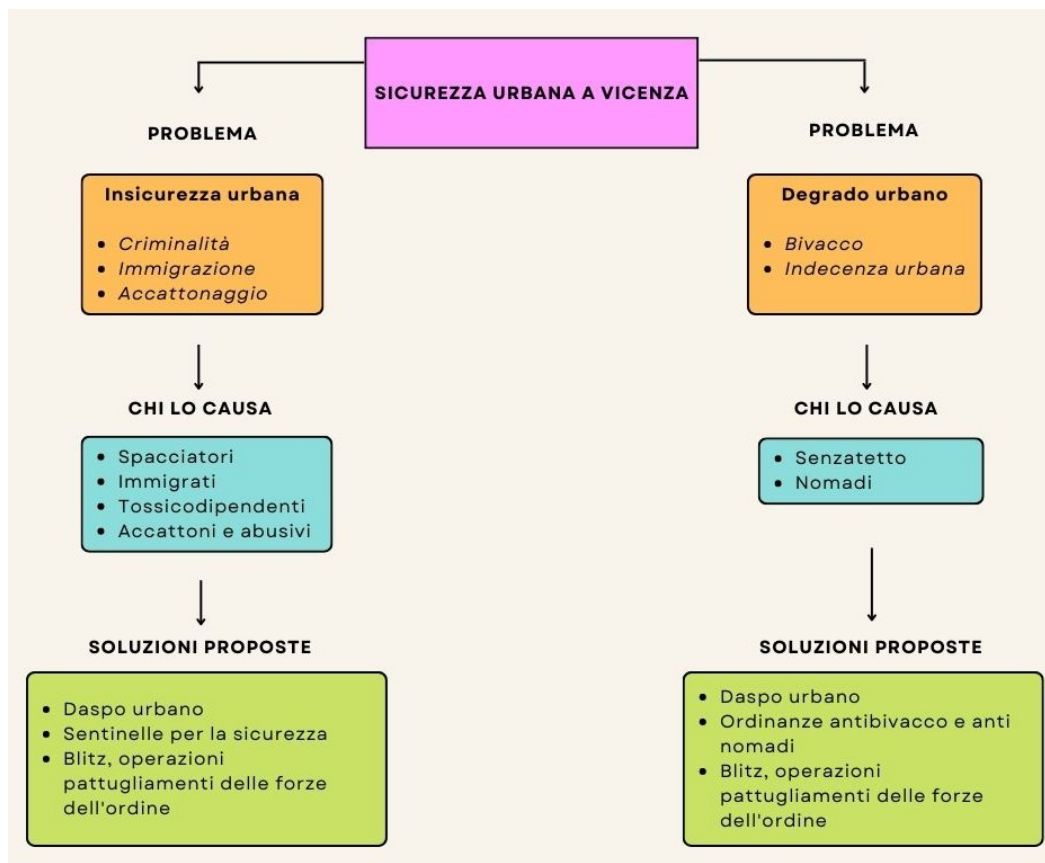 SICUREZZA URBANA A VICENZA
PROBLEMA
Insicurezza urbana
• Criminalità
• Immigrazione
• Accattonaggio
CHI LO CAUSA
• Spacciatori
• Immigrati
• Tossicodipendenti
• Accattoni e abusivi
SOLUZIONI PROPOSTE
• Daspo urbano
• Sentinelle per la sicurezza
• Blitz, operazioni
pattugliamenti delle forze
dell'ordine
PROBLEMA
Degrado urbano
• Bivacco
• Indecenza urbana
CHI LO CAUSA
• Senzatetto
• Nomadi
SOLUZIONI PROPOSTE
• Daspo urbano
• Ordinanze antibivacco e anti
nomadi
• Blitz, operazioni
pattugliamenti delle forze
dell'ordine